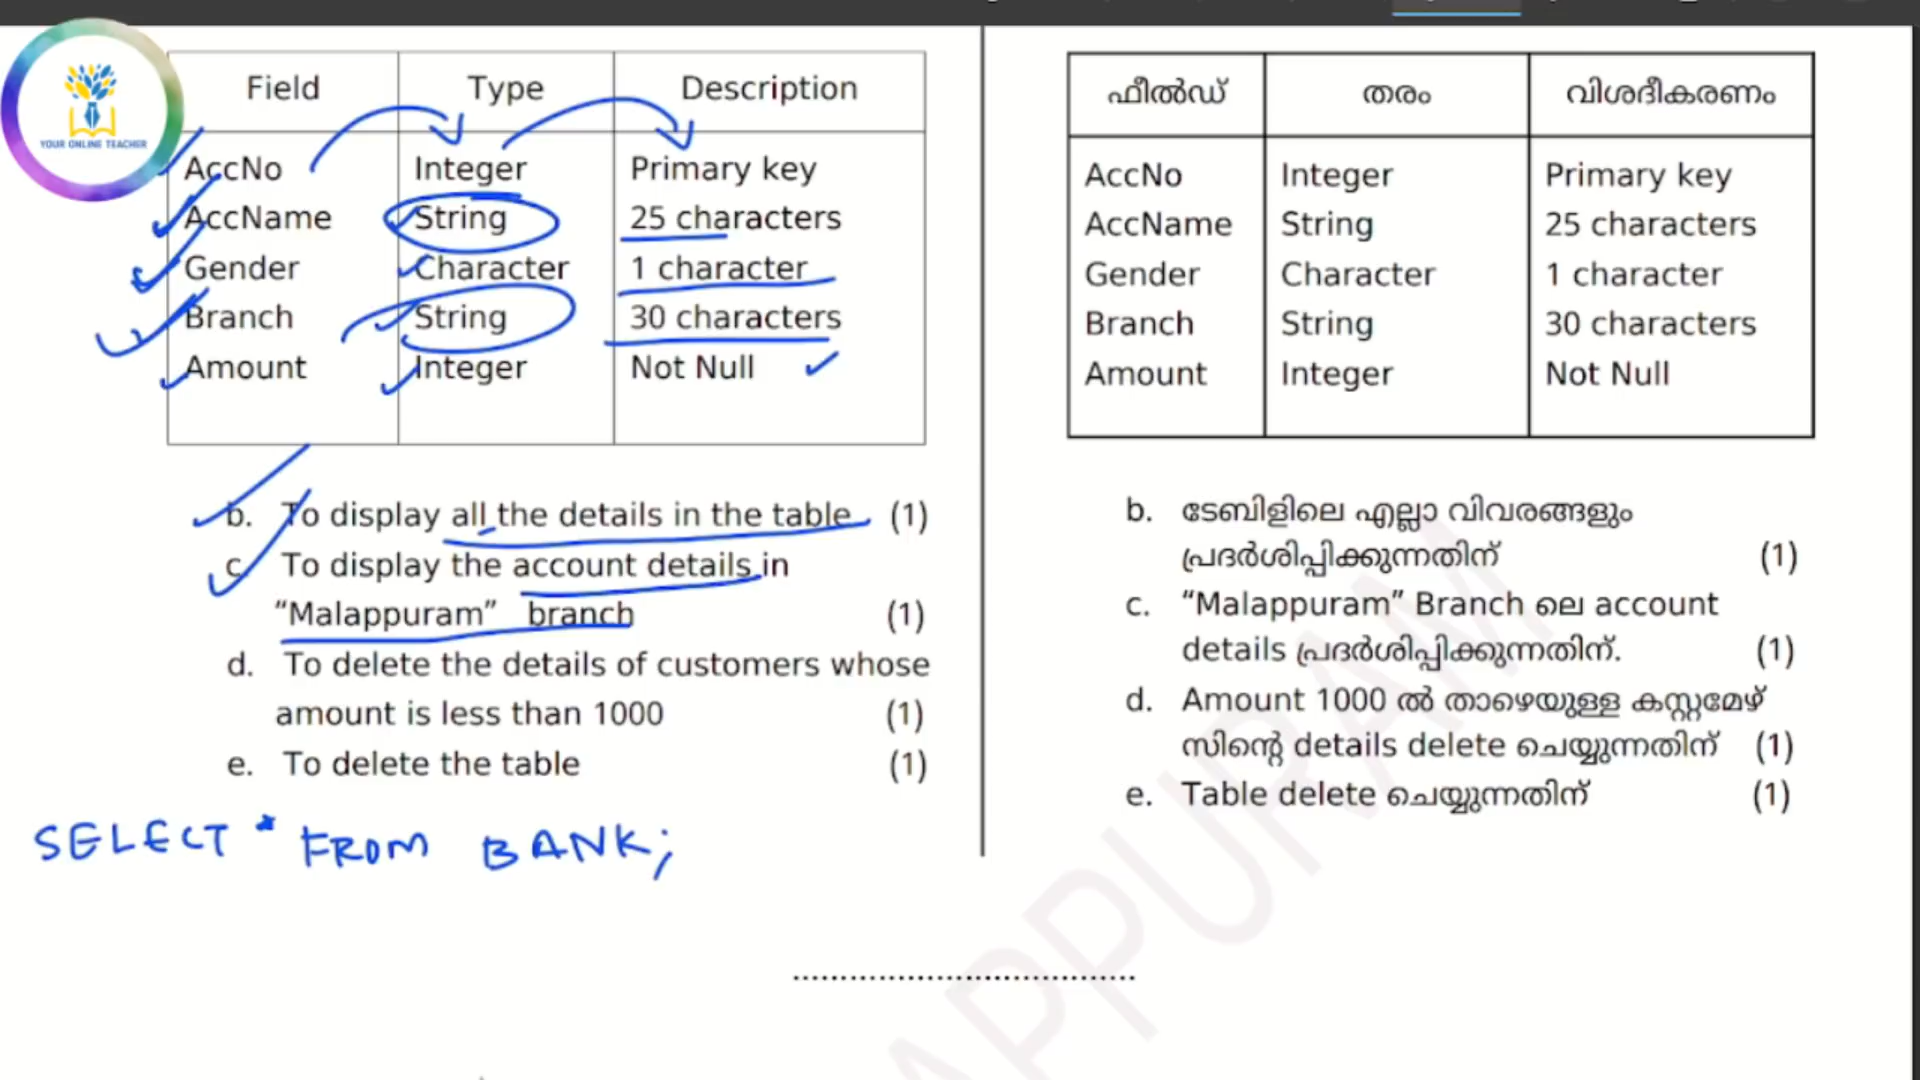 YOUR ONLINE TEACHER
Field Type Description
AccNo Integer Primary key
AccName String 25 characters
Gender Character 1 character
Branch String 30 characters
Amount Integer Not Null
b. To display all the details in the table (1)
c. To display the account details in
“Malappuram” branch (1)
d. To delete the details of customers whose
amount is less than 1000 (1)
e. To delete the table (1)
SELECT * FROM BANK;
ഫീൽഡ് തരം വിശദീകരണം
AccNo Integer Primary key
AccName String 25 characters
Gender Character 1 character
Branch String 30 characters
Amount Integer Not Null
b. ടേബിളിലെ എല്ലാ വിവരങ്ങളും
പ്രദർശിപ്പിക്കുന്നതിന് (1)
c. “Malappuram” Branch ലെ account
details പ്രദർശിപ്പിക്കുന്നതിന്. (1)
d. Amount 1000 ൽ താഴെയുള്ള കസ്റ്റമേഴ്
സിന്റെ details delete ചെയ്യുന്നതിന് (1)
e. Table delete ചെയ്യുന്നതിന് (1)
APPURAM